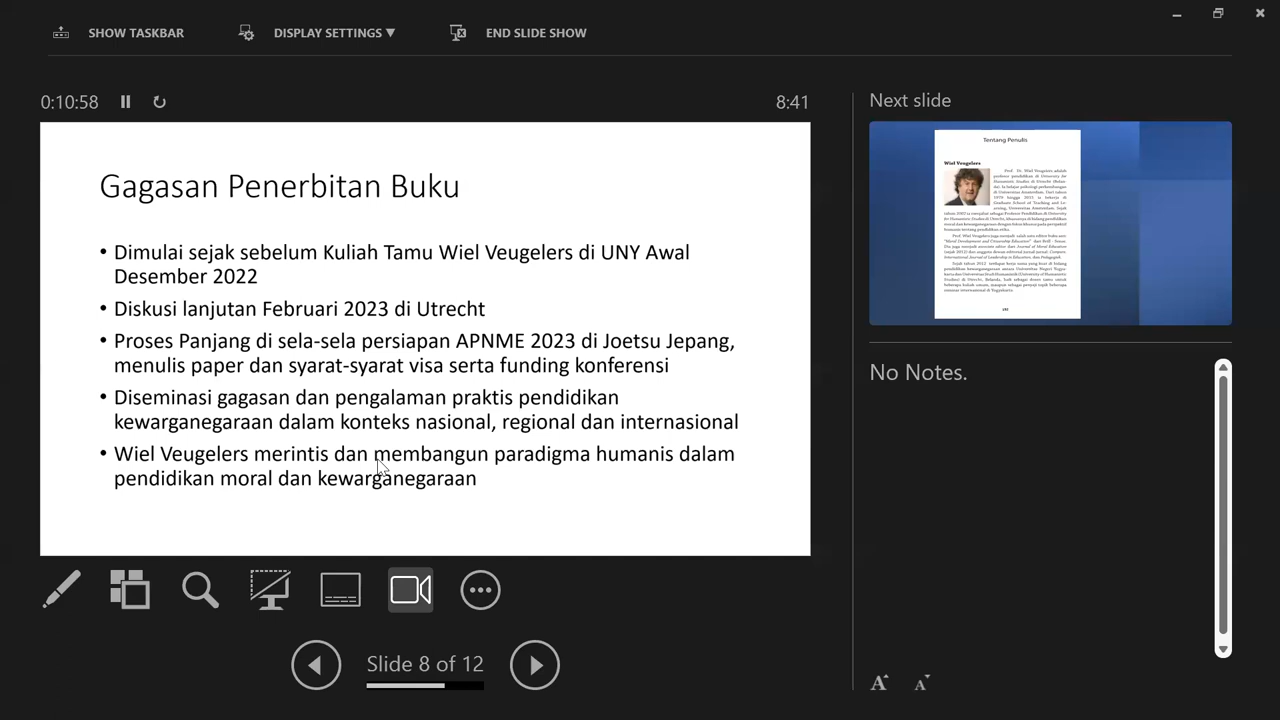 SHOW TASKBAR
DISPLAY SETTINGS ▼
END SLIDE SHOW
0:10:58
8:41
Gagasan Penerbitan Buku
• Dimulai sejak sebelum Kuliah Tamu Wiel Veugelers di UNY Awal
Desember 2022
• Diskusi lanjutan Februari 2023 di Utrecht
• Proses Panjang di sela-sela persiapan APNME 2023 di Joetsu Jepang,
menulis paper dan syarat-syarat visa serta funding konferensi
• Diseminasi gagasan dan pengalaman praktis pendidikan
kewarganegaraan dalam konteks nasional, regional dan internasional
• Wiel Veugelers merintis dan membangun paradigma humanis dalam
pendidikan moral dan kewarganegaraan
Slide 8 of 12
Next slide
Tentang Penulis
Wiel Veugelers
No Notes.
A A